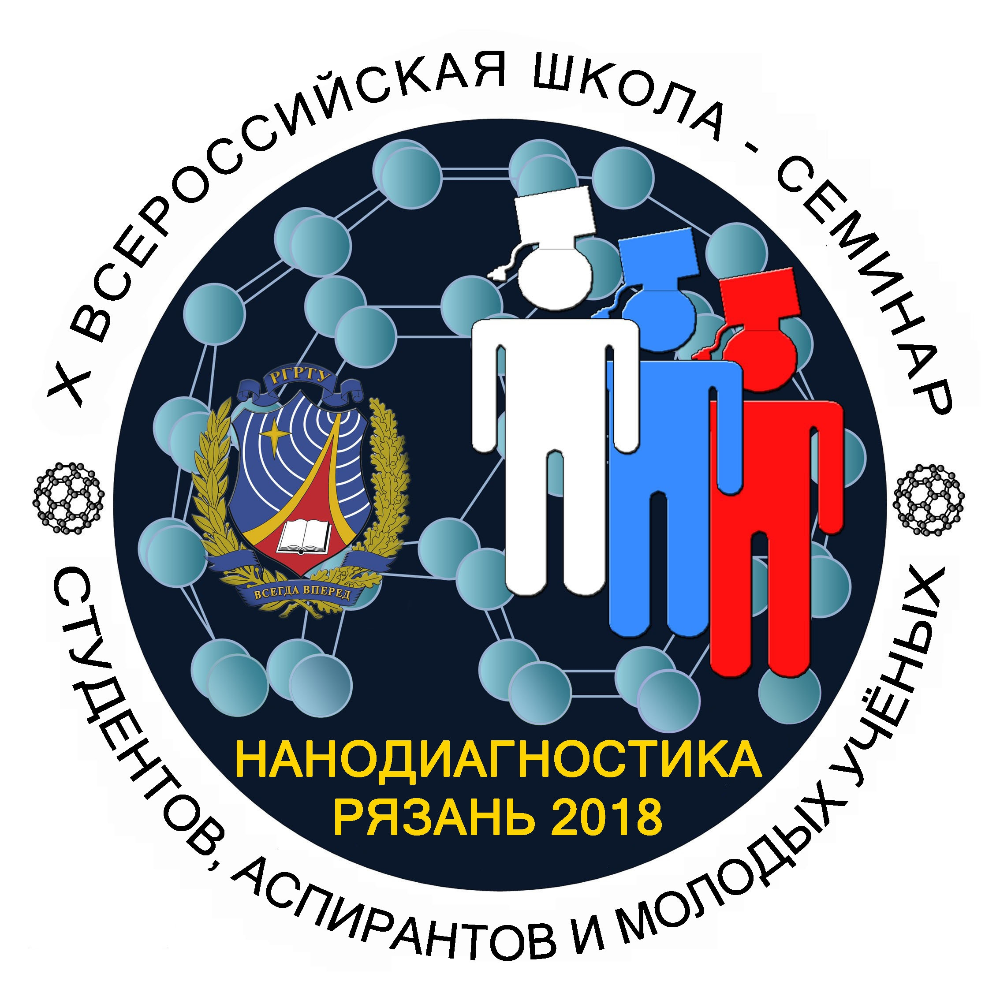 X ВСЕРОССИЙСКАЯ ШКОЛА - СЕМИНАР
РГРТУ
ВСЕГДА ВПЕРЕД
НАНОДИАГНОСТИКА
РЯЗАНЬ 2018
СТУДЕНТОВ, АСПИРАНТОВ И МОЛОДЫХ УЧЁНЫХ